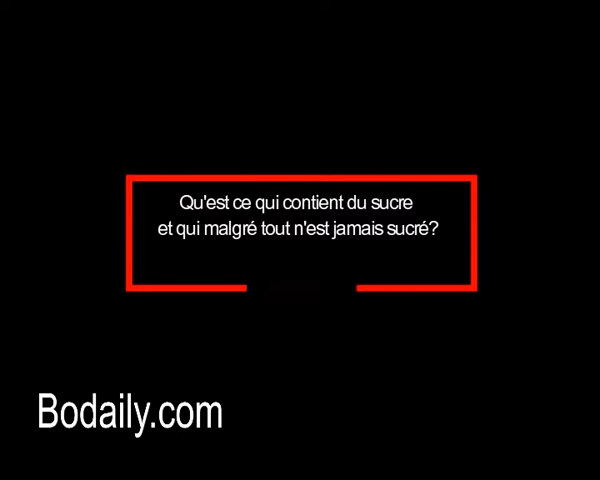 Qu'est ce qui contient du sucre
et qui malgré tout n'est jamais sucré?
Bodaily.com